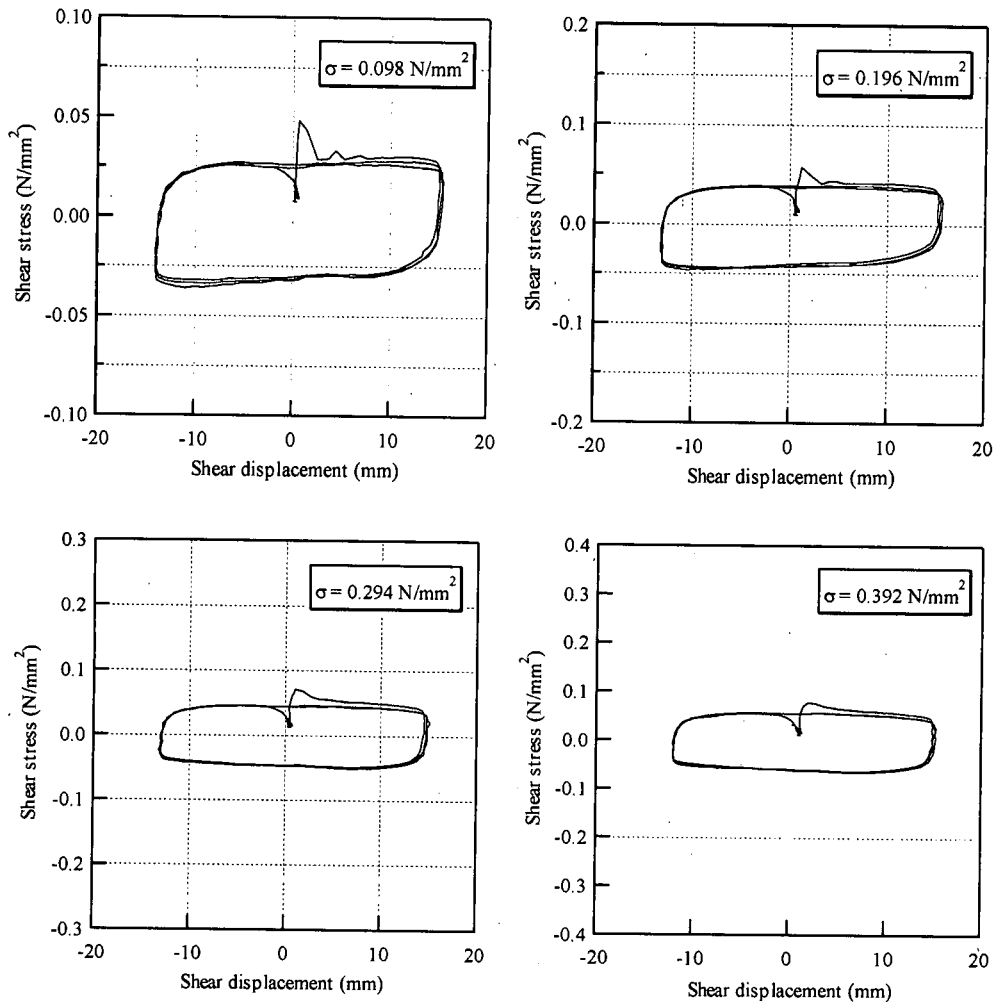 0.10
σ = 0.098 N/mm²
0.05
0.00
-0.05
-0.10
Shear stress (N/mm²)
-20 -10 0 10 20
Shear displacement (mm)
0.2
σ = 0.196 N/mm²
0.1
0.0
-0.1
-0.2
Shear stress (N/mm²)
-20 -10 0 10 20
Shear displacement (mm)
0.3
σ = 0.294 N/mm²
0.2
0.1
0.0
-0.1
-0.2
-0.3
Shear stress (N/mm²)
-20 -10 0 10 20
Shear displacement (mm)
0.4
σ = 0.392 N/mm²
0.3
0.2
0.1
0.0
-0.1
-0.2
-0.3
-0.4
Shear stress (N/mm²)
-20 -10 0 10 20
Shear displacement (mm)